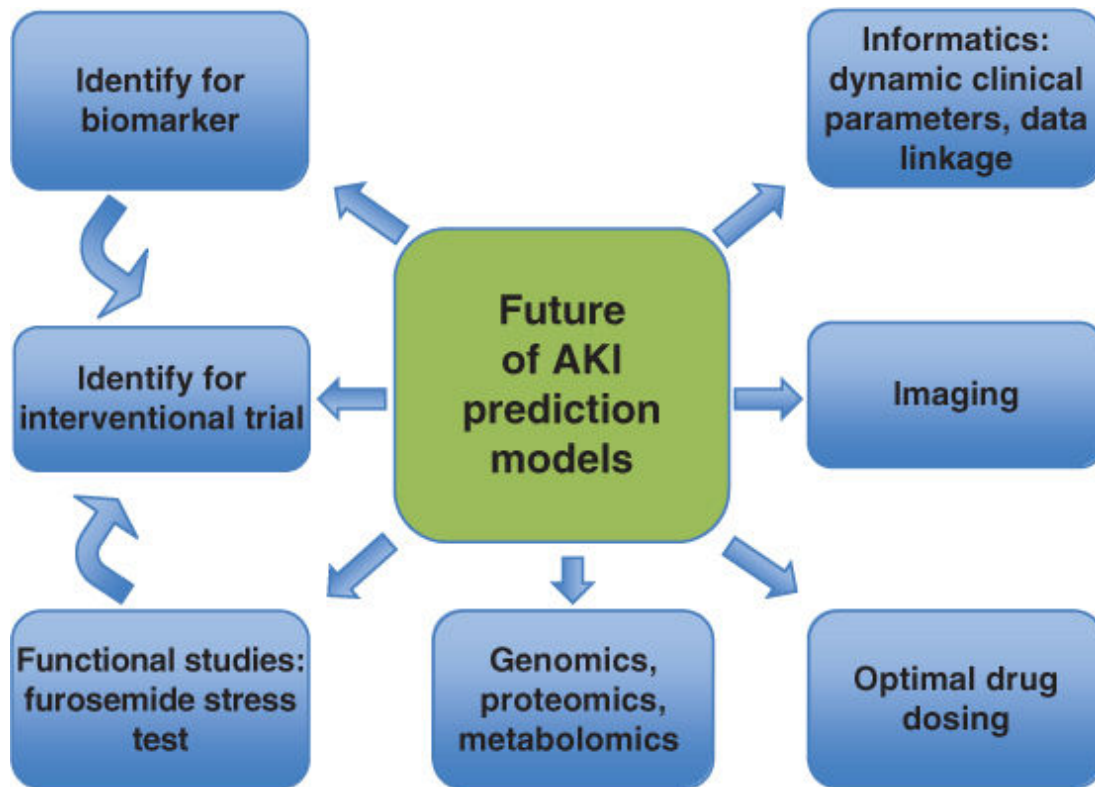 Identify for
biomarker
Informatics:
dynamic clinical
parameters, data
linkage
Future
of AKI
prediction
models
Identify for
interventional trial
Imaging
Functional studies:
furosemide stress
test
Genomics,
proteomics,
metabolomics
Optimal drug
dosing